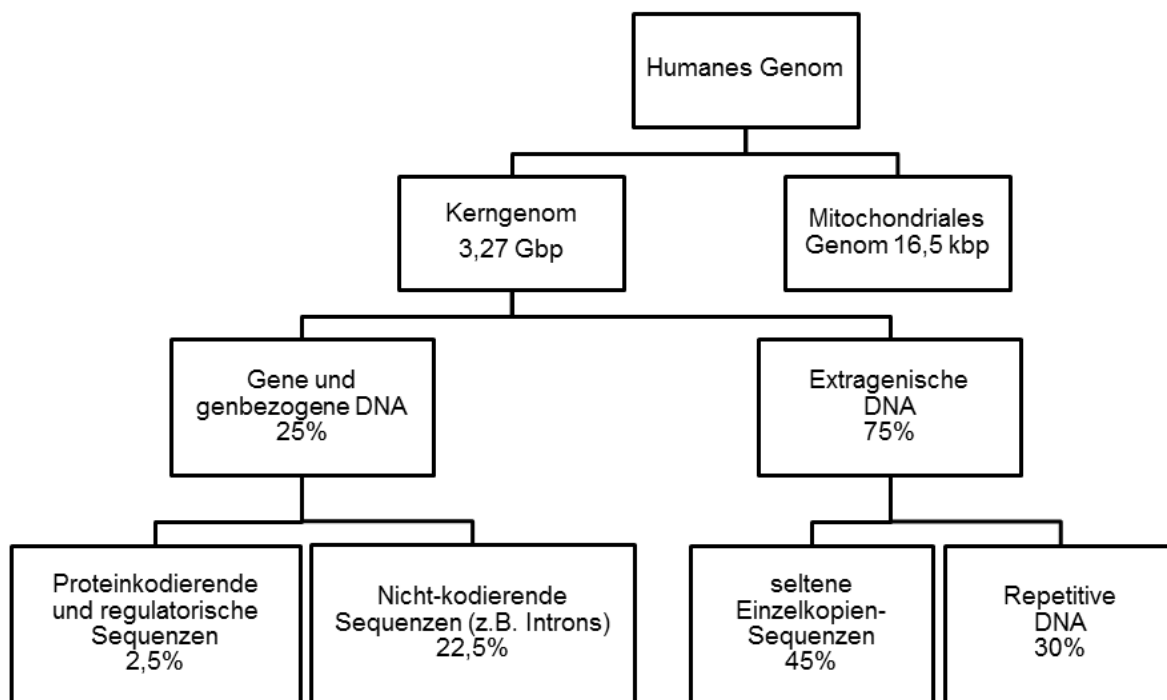 Humanes Genom
Kerngenom
3,27 Gbp
Mitochondriales
Genom 16,5 kbp
Gene und
genbezogene DNA
25%
Extragenische
DNA
75%
Proteinkodierende
und regulatorische
Sequenzen
2,5%
Nicht-kodierende
Sequenzen (z.B. Introns)
22,5%
seltene
Einzelkopien-
Sequenzen
45%
Repetitive
DNA
30%